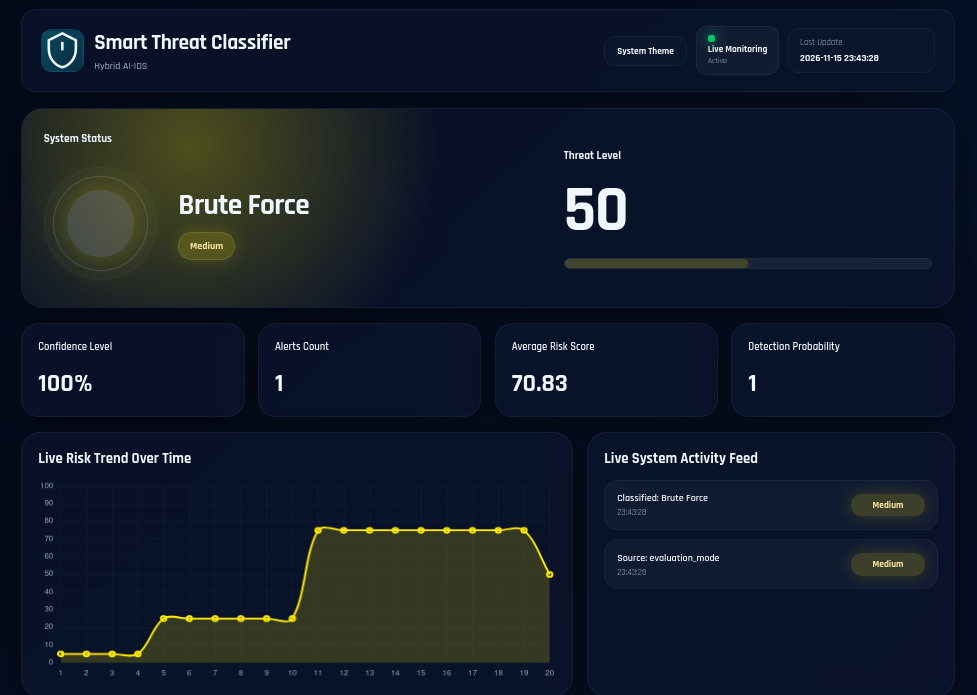 Smart Threat Classifier
Hybrid AI-IDS
System Theme
Live Monitoring
Active
Last Update
2026-11-15 23:43:28
System Status
Brute Force
Medium
Threat Level
50
Confidence Level
100%
Alerts Count
1
Average Risk Score
70.83
Detection Probability
1
Live Risk Trend Over Time
100
90
80
70
60
50
40
30
20
10
0
1 2 3 4 5 6 7 8 9 10 11 12 13 14 15 16 17 18 19 20
Live System Activity Feed
Classified: Brute Force
23:43:28
Medium
Source: evaluation_mode
23:43:28
Medium